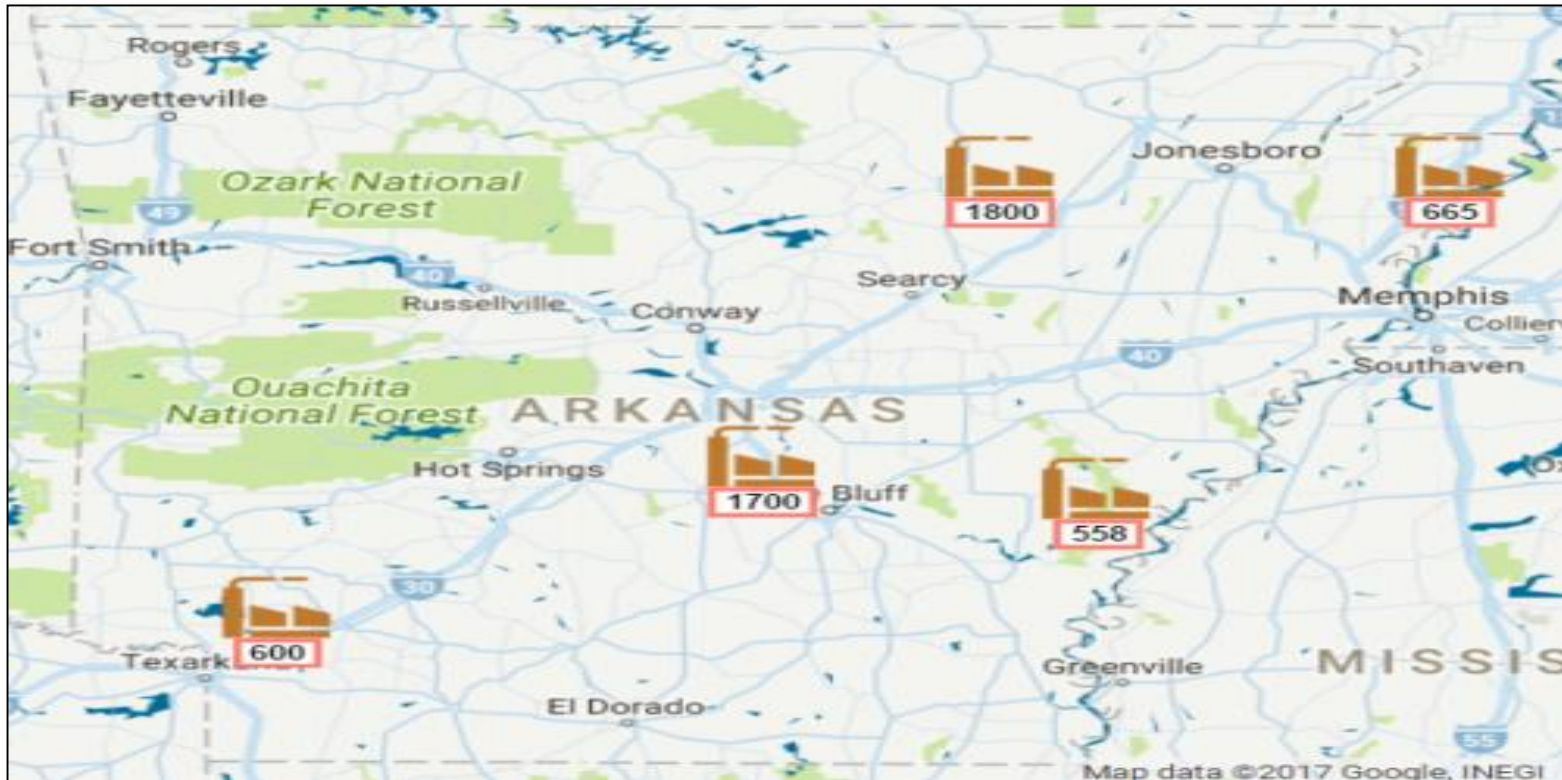 Rogers
Fayetteville
Jonesboro
Ozark National
Forest
49
1800
665
Fort Smith
40
Searcy
Russellville
Conway
Memphis
Collier
40
Southaven
Ouachita
National Forest
ARKANSAS
Hot Springs
1700
Bluff
558
30
600
Texark
Greenville
MISSIS
El Dorado
55
Map data ©2017 Google, INEGI